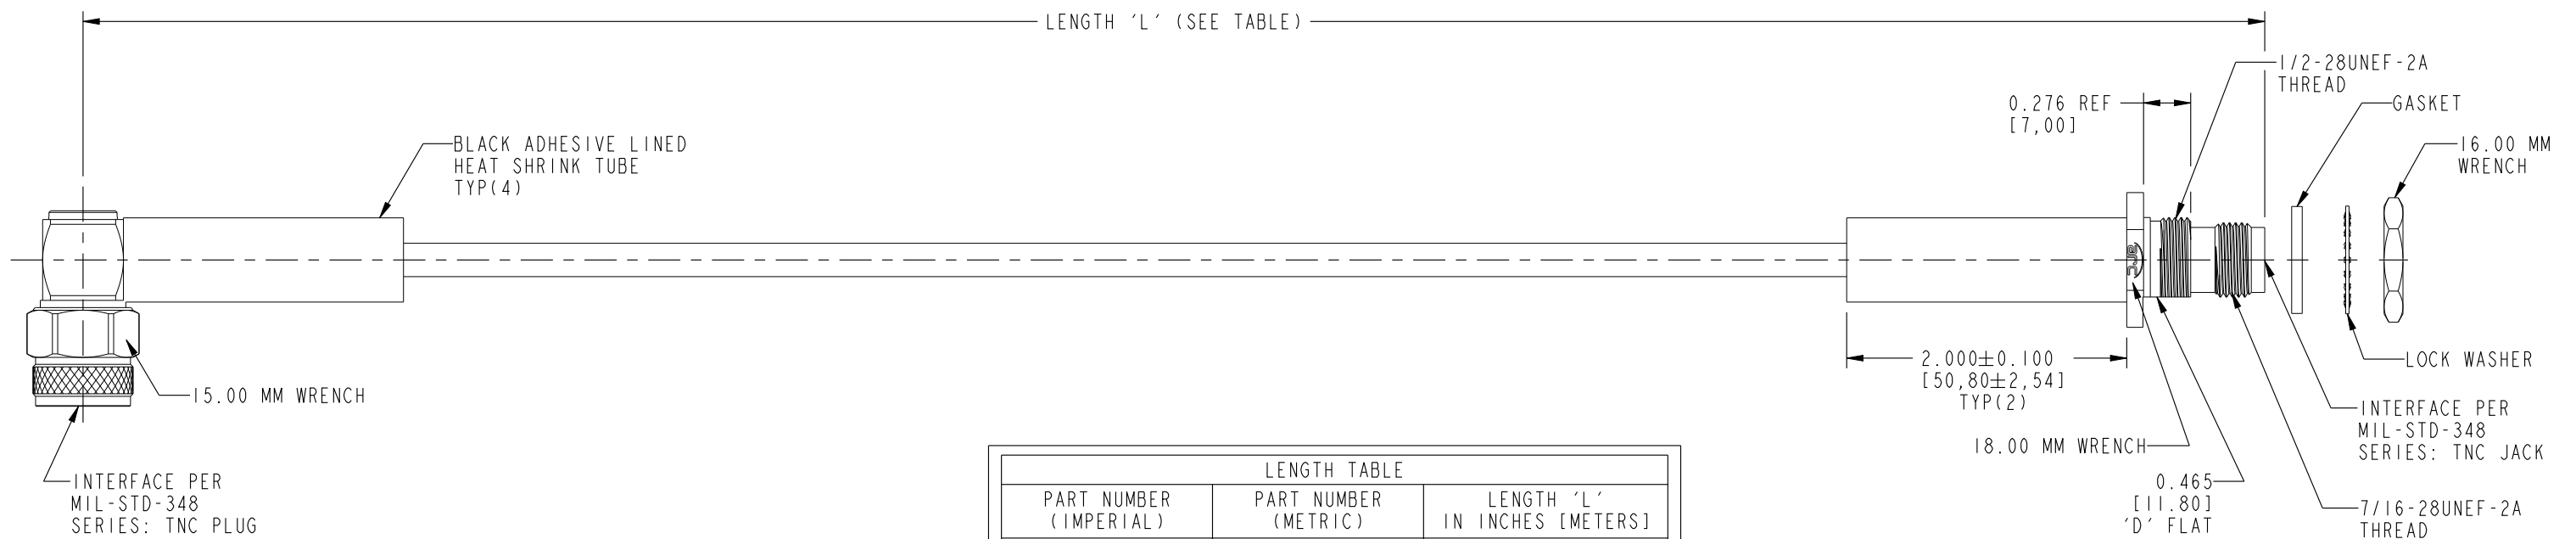 LENGTH 'L' (SEE TABLE)
1/2-28UNEF-2A
THREAD
0.276 REF
[7,00]
GASKET
BLACK ADHESIVE LINED
HEAT SHRINK TUBE
TYP(4)
16.00 MM
WRENCH
2.000±0.100
[50,80±2,54]
TYP(2)
LOCK WASHER
15.00 MM WRENCH
INTERFACE PER
MIL-STD-348
SERIES: TNC JACK
18.00 MM WRENCH
INTERFACE PER
MIL-STD-348
SERIES: TNC PLUG
0.465
[11.80]
'D' FLAT
7/16-28UNEF-2A
THREAD
LENGTH TABLE
PART NUMBER
(IMPERIAL)
PART NUMBER
(METRIC)
LENGTH 'L'
IN INCHES [METERS]